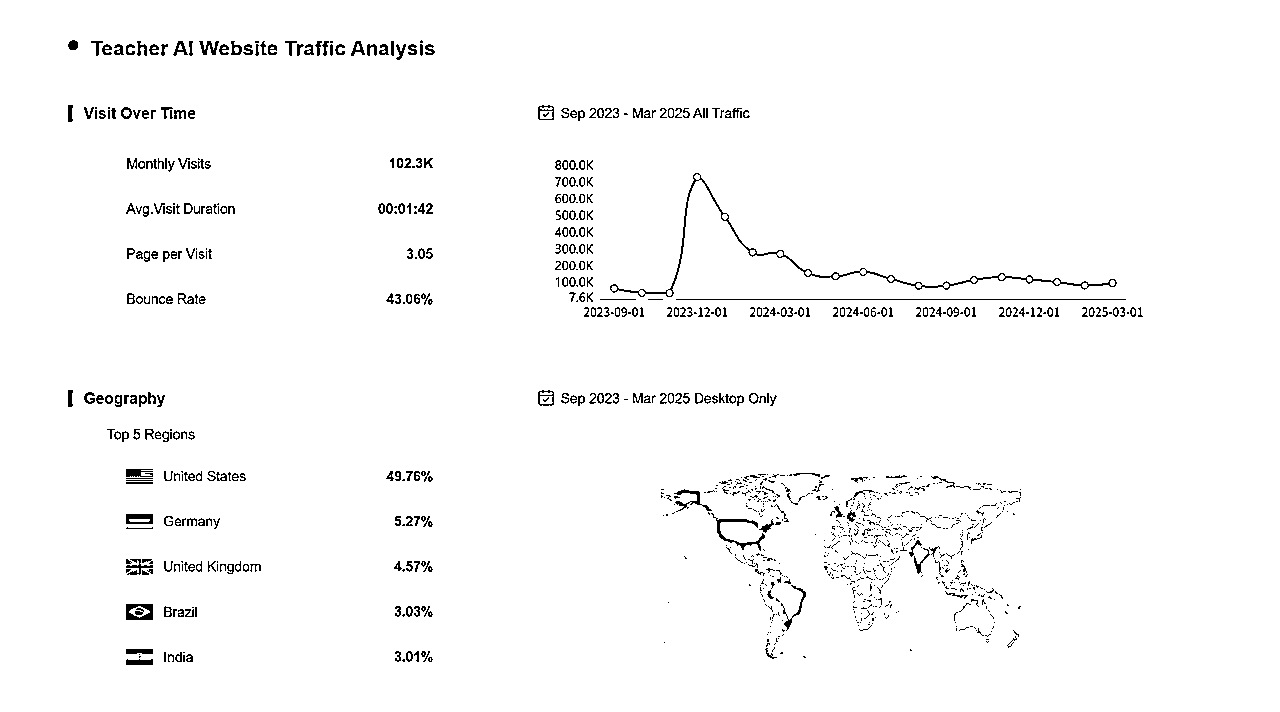 Teacher AI Website Traffic Analysis
Visit Over Time
Monthly Visits 102.3K
Avg.Visit Duration 00:01:42
Page per Visit 3.05
Bounce Rate 43.06%
Sep 2023 - Mar 2025 All Traffic
800.0K
700.0K
600.0K
500.0K
400.0K
300.0K
200.0K
100.0K
7.6K
2023-09-01 2023-12-01 2024-03-01 2024-06-01 2024-09-01 2024-12-01 2025-03-01
Geography
Top 5 Regions
United States 49.76%
Germany 5.27%
United Kingdom 4.57%
Brazil 3.03%
India 3.01%
Sep 2023 - Mar 2025 Desktop Only